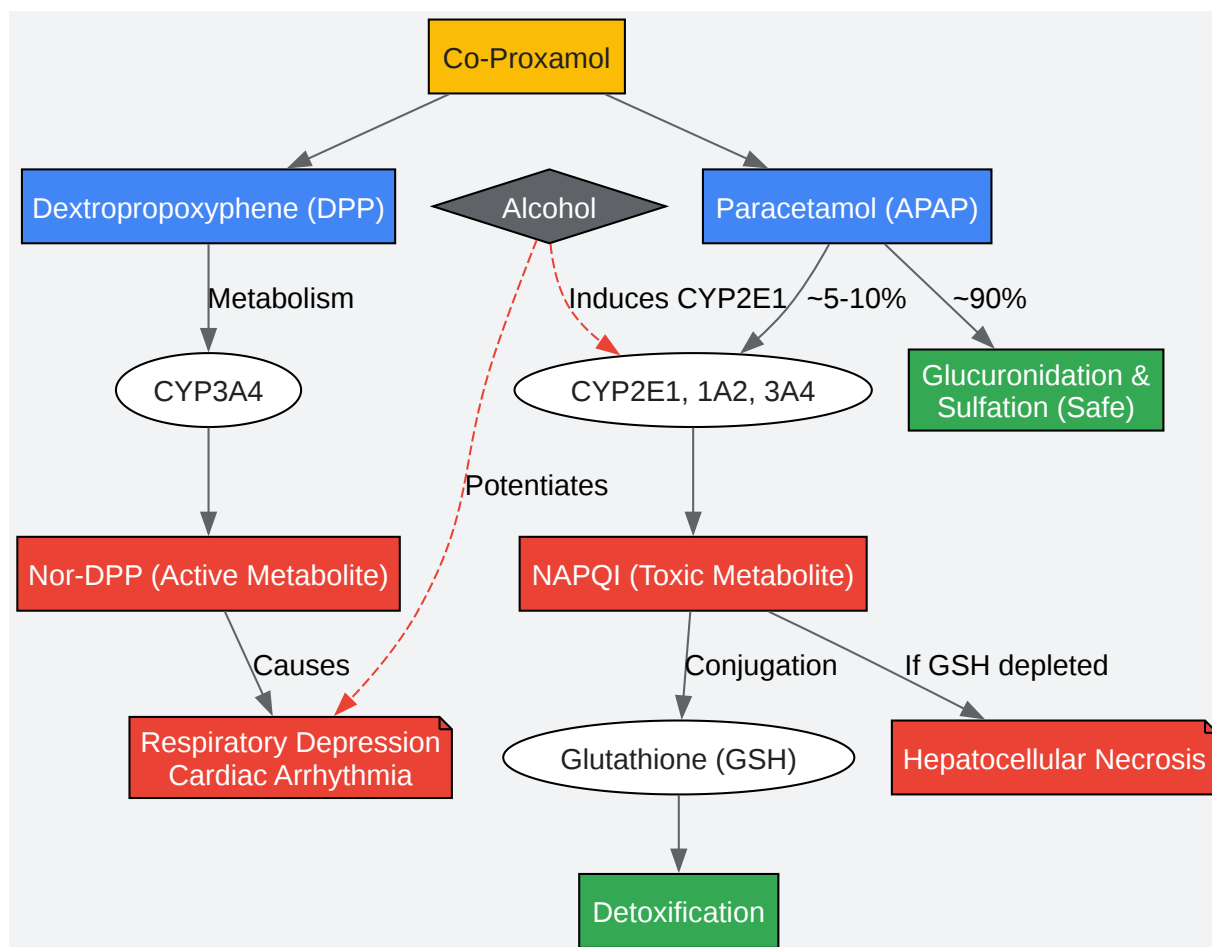 Co-Proxamol
Dextropropoxyphene (DPP)
Alcohol
Paracetamol (APAP)
Metabolism
Induces CYP2E1
~5-10%
~90%
CYP3A4
CYP2E1, 1A2, 3A4
Glucuronidation &
Sulfation (Safe)
Potentiates
Nor-DPP (Active Metabolite)
NAPQI (Toxic Metabolite)
Causes
Conjugation
If GSH depleted
Respiratory Depression
Cardiac Arrhythmia
Glutathione (GSH)
Hepatocellular Necrosis
Detoxification